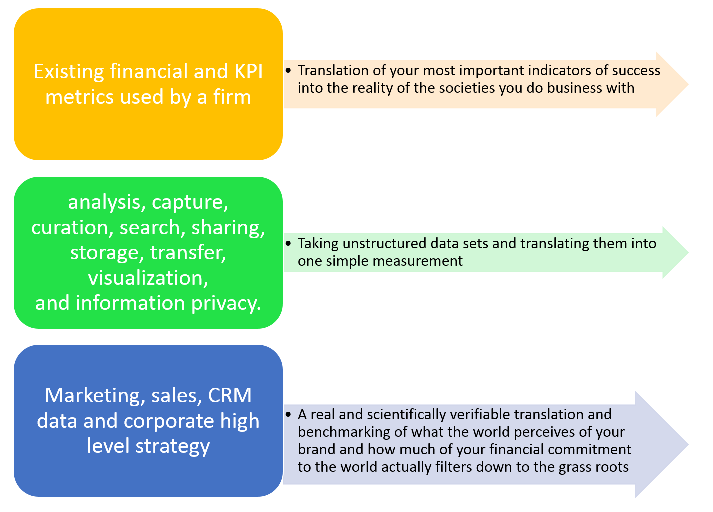 Existing financial and KPI
metrics used by a firm
• Translation of your most important indicators of success
into the reality of the societies you do business with
analysis, capture,
curation, search, sharing,
storage, transfer,
visualization,
and information privacy.
• Taking unstructured data sets and translating them into
one simple measurement
Marketing, sales, CRM
data and corporate high
level strategy
• A real and scientifically verifiable translation and
benchmarking of what the world perceives of your
brand and how much of your financial commitment
to the world actually filters down to the grass roots